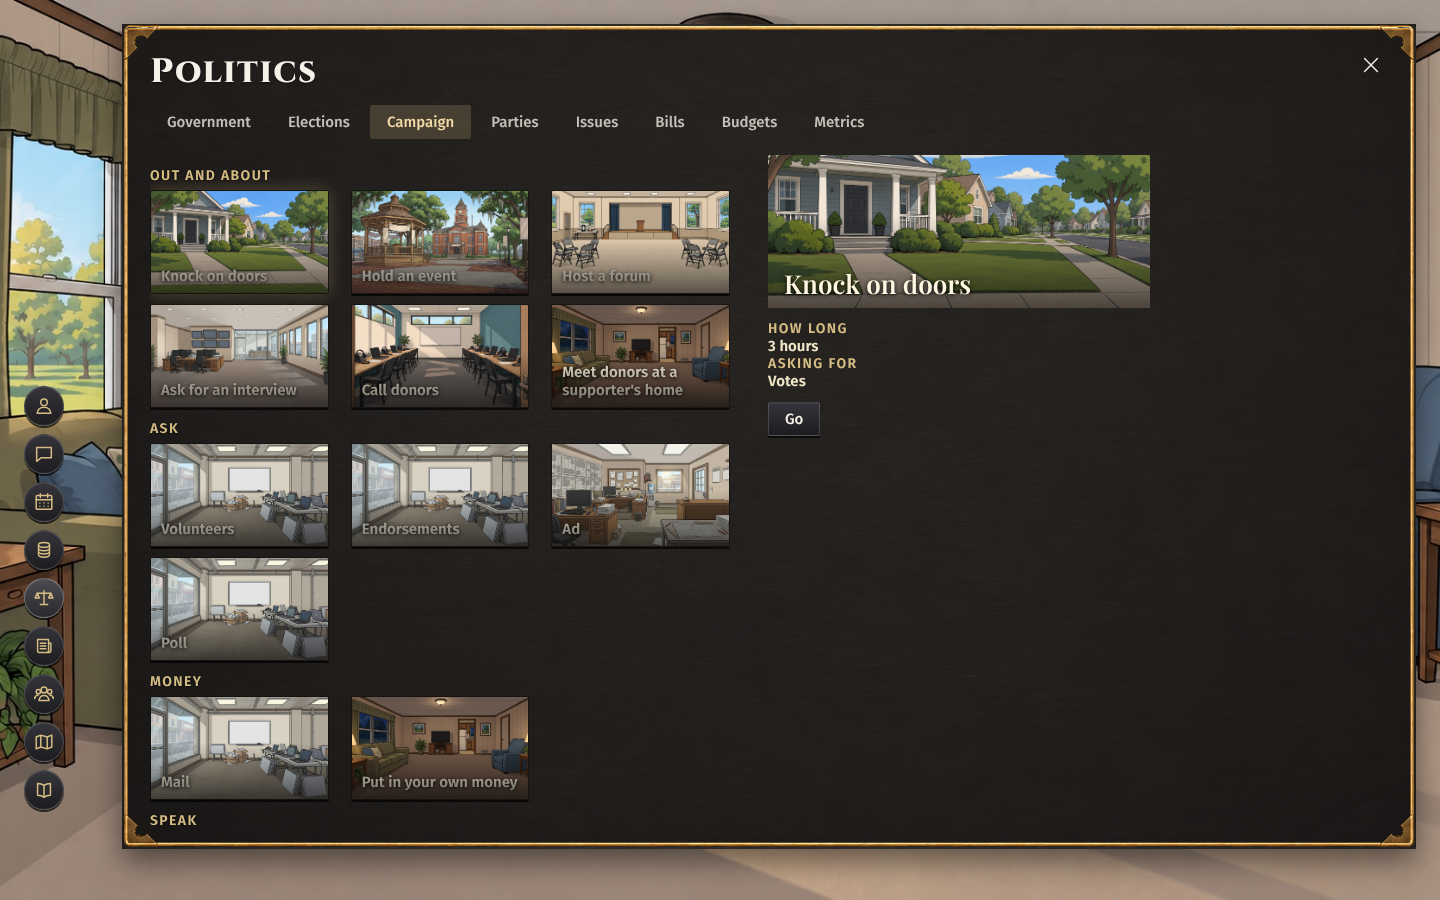 Politics
Government
Elections
Campaign
Parties
Issues
Bills
Budgets
Metrics
OUT AND ABOUT
Knock on doors
Hold an event
Host a forum
Ask for an interview
Call donors
Meet donors at a
supporter's home
ASK
Volunteers
Endorsements
Ad
Poll
MONEY
Mail
Put in your own money
SPEAK
Knock on doors
HOW LONG
3 hours
ASKING FOR
Votes
Go